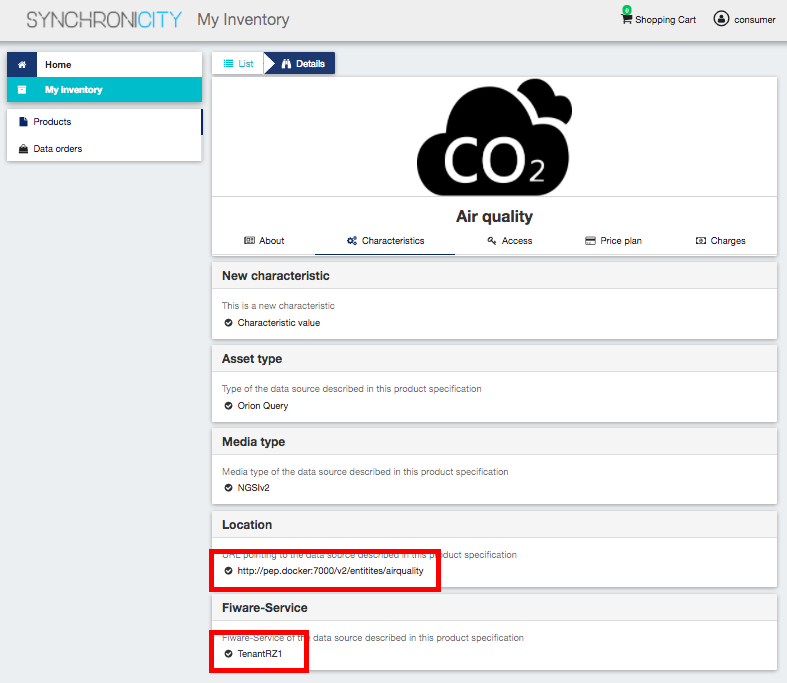 SYNCHRONICITY My Inventory
0
Shopping Cart consumer
Home
My Inventory
Products
Data orders
List Details
CO2
Air quality
About Characteristics Access Price plan Charges
New characteristic
This is a new characteristic
Characteristic value
Asset type
Type of the data source described in this product specification
Orion Query
Media type
Media type of the data source described in this product specification
NGSIv2
Location
URL pointing to the data source described in this product specification
http://pep.docker:7000/v2/entitites/airquality
Fiware-Service
Fiware-Service of the data source described in this product specification
TenantRZ1